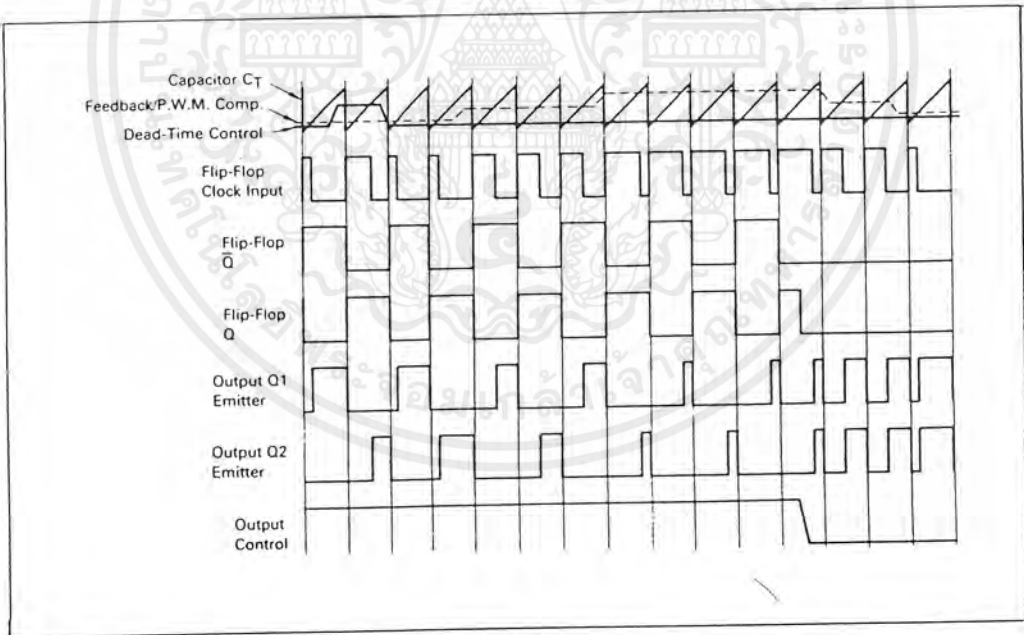 Capacitor CT
Feedback/P.W.M. Comp.
Dead-Time Control
Flip-Flop
Clock Input
Flip-Flop
Q̅
Flip-Flop
Q
Output Q1
Emitter
Output Q2
Emitter
Output
Control